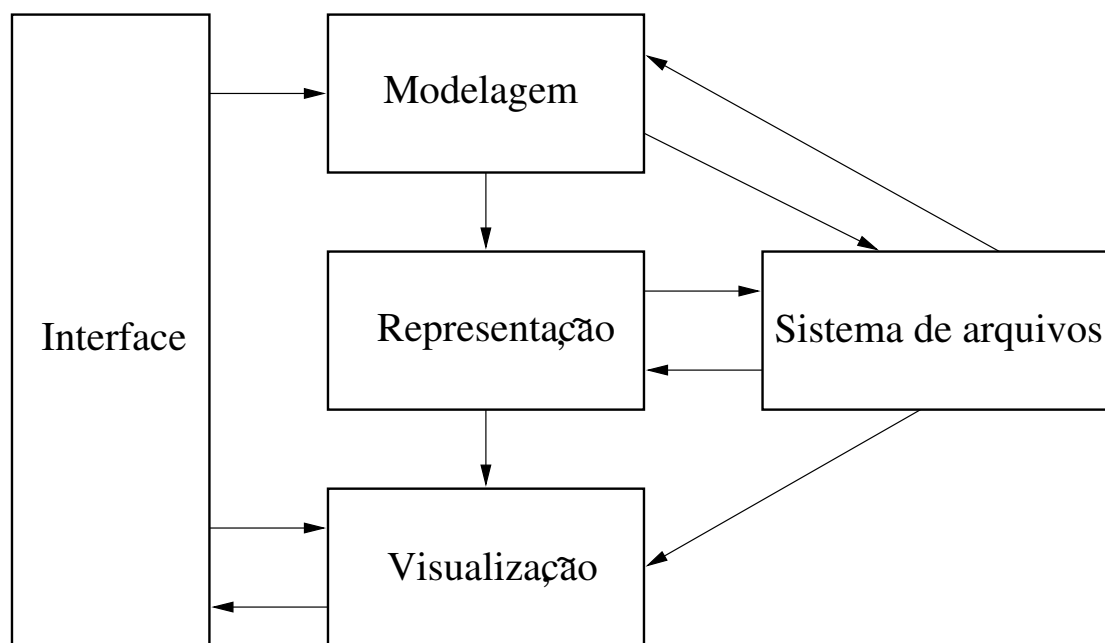 Modelagem
Interface
Representação
Sistema de arquivos
Visualização